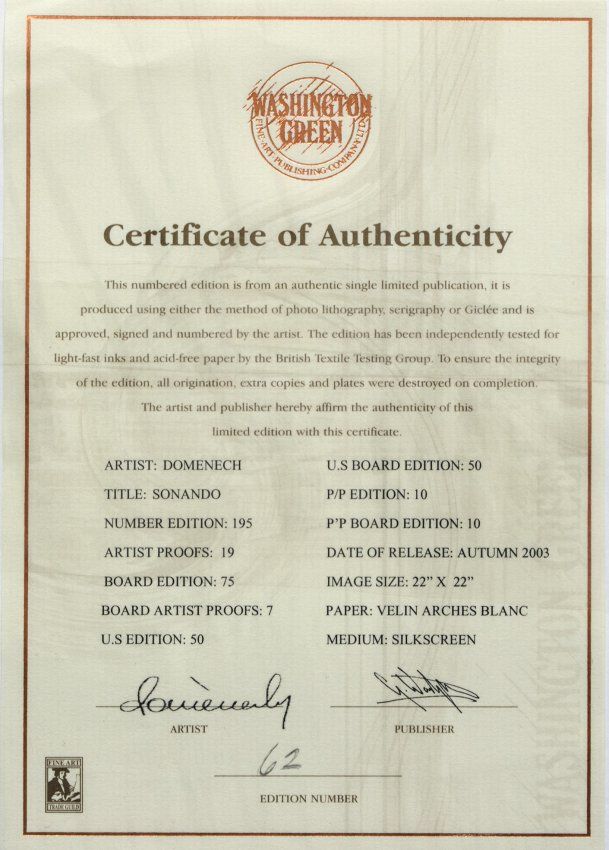 WASHINGTON
GREEN
FINE·ART·PUBLISHING·COMPANY·LTD
Certificate of Authenticity
This numbered edition is from an authentic single limited publication, it is
produced using either the method of photo lithography, serigraphy or Giclée and is
approved, signed and numbered by the artist. The edition has been independently tested for
light-fast inks and acid-free paper by the British Textile Testing Group. To ensure the integrity
of the edition, all origination, extra copies and plates were destroyed on completion.
The artist and publisher hereby affirm the authenticity of this
limited edition with this certificate.
ARTIST: DOMENECH
TITLE: SONANDO
NUMBER EDITION: 195
ARTIST PROOFS: 19
BOARD EDITION: 75
BOARD ARTIST PROOFS: 7
U.S EDITION: 50
U.S BOARD EDITION: 50
P/P EDITION: 10
P'P BOARD EDITION: 10
DATE OF RELEASE: AUTUMN 2003
IMAGE SIZE: 22” X 22”
PAPER: VELIN ARCHES BLANC
MEDIUM: SILKSCREEN
ARTIST
PUBLISHER
62
EDITION NUMBER
FINE ART
TRADE GUILD
WASHINGTON GREEN